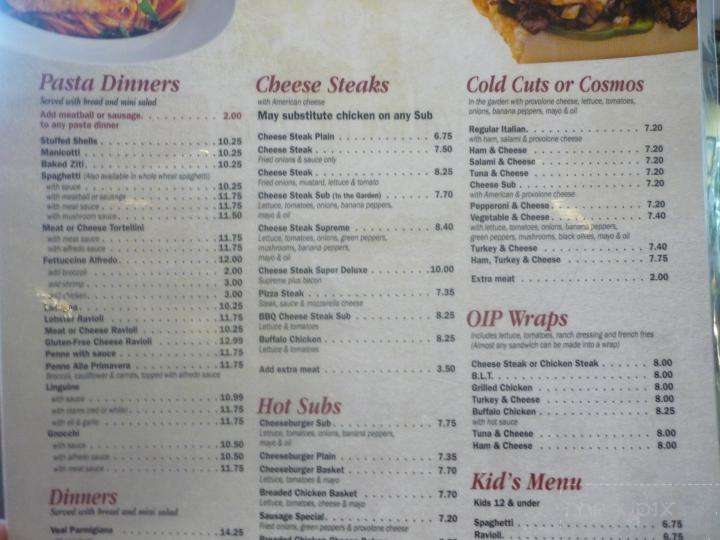 Pasta Dinners
Served with bread and mini salad
Add meatball or sausage. . . . . . . . . . . . 2.00
to any pasta dinner
Stuffed Shells . . . . . . . . . . . . 10.25
Manicotti . . . . . . . . . . . . 10.25
Baked Ziti. . . . . . . . . . . . 10.25
Spaghetti (Also available in whole wheat spaghetti)
with sauce . . . . . . . . . . . . 10.25
with meatball or sausage . . . . . . . . . . . . 11.75
with meat sauce . . . . . . . . . . . . 11.75
with mushroom sauce . . . . . . . . . . . . 11.50
Meat or Cheese Tortellini
with meat sauce . . . . . . . . . . . . 11.75
with alfredo sauce . . . . . . . . . . . . 11.75
Fettuccine Alfredo. . . . . . . . . . . . 12.00
add broccoli . . . . . . . . . . . . 2.00
add shrimp . . . . . . . . . . . . 3.00
add chicken . . . . . . . . . . . . 3.00
. . . . . . . . . . . . 10.25
Lobster Ravioli . . . . . . . . . . . . 11.75
Meat or Cheese Ravioli . . . . . . . . . . . . 10.25
Gluten-Free Cheese Ravioli . . . . . . . . . . . . 12.99
Penne with sauce . . . . . . . . . . . . 11.75
Penne Alla Primavera . . . . . . . . . . . . 11.75
Broccoli, cauliflower & carrots, topped with alfredo sauce
Linguine
with sauce . . . . . . . . . . . . 10.99
with clams (red or white) . . . . . . . . . . . . 11.75
with oil & garlic . . . . . . . . . . . . 11.75
Gnocchi
with sauce . . . . . . . . . . . . 10.50
with alfredo sauce . . . . . . . . . . . . 10.50
with meat sauce . . . . . . . . . . . . 11.75
Dinners
Served with bread and mini salad
Veal Parmigiana . . . . . . . . . . . . 14.25
Cheese Steaks
with American cheese
May substitute chicken on any Sub
Cheese Steak Plain . . . . . . . . . . . . 6.75
Cheese Steak . . . . . . . . . . . . 7.50
Fried onions & sauce only
Cheese Steak . . . . . . . . . . . . 8.25
Fried onions, mustard, lettuce & tomato
Cheese Steak Sub (In the Garden) . . . . . . . . . . . . 7.70
Lettuce, tomatoes, onions, banana peppers,
mayo & oil
Cheese Steak Supreme . . . . . . . . . . . . 8.40
Lettuce, tomatoes, onions, green peppers,
mushrooms, banana peppers,
mayo & oil
Cheese Steak Super Deluxe . . . . . . . . . . . . 10.00
Supreme plus bacon
Pizza Steak . . . . . . . . . . . . 7.35
Steak, sauce & mozzarella cheese
BBQ Cheese Steak Sub . . . . . . . . . . . . 8.25
Lettuce & tomatoes
Buffalo Chicken . . . . . . . . . . . . 8.25
Lettuce & tomatoes
Add extra meat . . . . . . . . . . . . 3.50
Hot Subs
Cheeseburger Sub . . . . . . . . . . . . 7.75
Lettuce, tomatoes, onions, banana peppers,
mayo & oil
Cheeseburger Plain . . . . . . . . . . . . 7.35
Cheeseburger Basket . . . . . . . . . . . . 7.70
Lettuce, tomatoes & mayo
Breaded Chicken Basket . . . . . . . . . . . . 7.70
Lettuce, tomatoes, cheese & mayo
Sausage Special . . . . . . . . . . . . 7.20
Fried onions, green peppers & provolone cheese
Cold Cuts or Cosmos
In the garden with provolone cheese, lettuce, tomatoes,
onions, banana peppers, mayo & oil
Regular Italian. . . . . . . . . . . . 7.20
with ham, salami & provolone cheese
Ham & Cheese . . . . . . . . . . . . 7.20
Salami & Cheese . . . . . . . . . . . . 7.20
Tuna & Cheese . . . . . . . . . . . . 7.20
Cheese Sub . . . . . . . . . . . . 7.20
with American & provolone cheese
Pepperoni & Cheese . . . . . . . . . . . . 7.20
Vegetable & Cheese . . . . . . . . . . . . 7.40
with lettuce, tomatoes, onions, banana peppers,
green peppers, mushrooms, black olives, mayo & oil
Turkey & Cheese . . . . . . . . . . . . 7.40
Ham, Turkey & Cheese . . . . . . . . . . . . 7.75
Extra meat . . . . . . . . . . . . 2.00
OIP Wraps
Includes lettuce, tomatoes, ranch dressing and french fries
(Almost any sandwich can be made into a wrap)
Cheese Steak or Chicken Steak . . . . . . . . . . . . 8.00
B.L.T. . . . . . . . . . . . . 8.00
Grilled Chicken . . . . . . . . . . . . 8.00
Turkey & Cheese . . . . . . . . . . . . 8.00
Buffalo Chicken . . . . . . . . . . . . 8.25
with hot sauce
Tuna & Cheese . . . . . . . . . . . . 8.00
Ham & Cheese . . . . . . . . . . . . 8.00
Kid's Menu
Kids 12 & under
Spaghetti . . . . . . . . . . . . 6.75
Ravioli. . . . . . . . . . . . 6.75